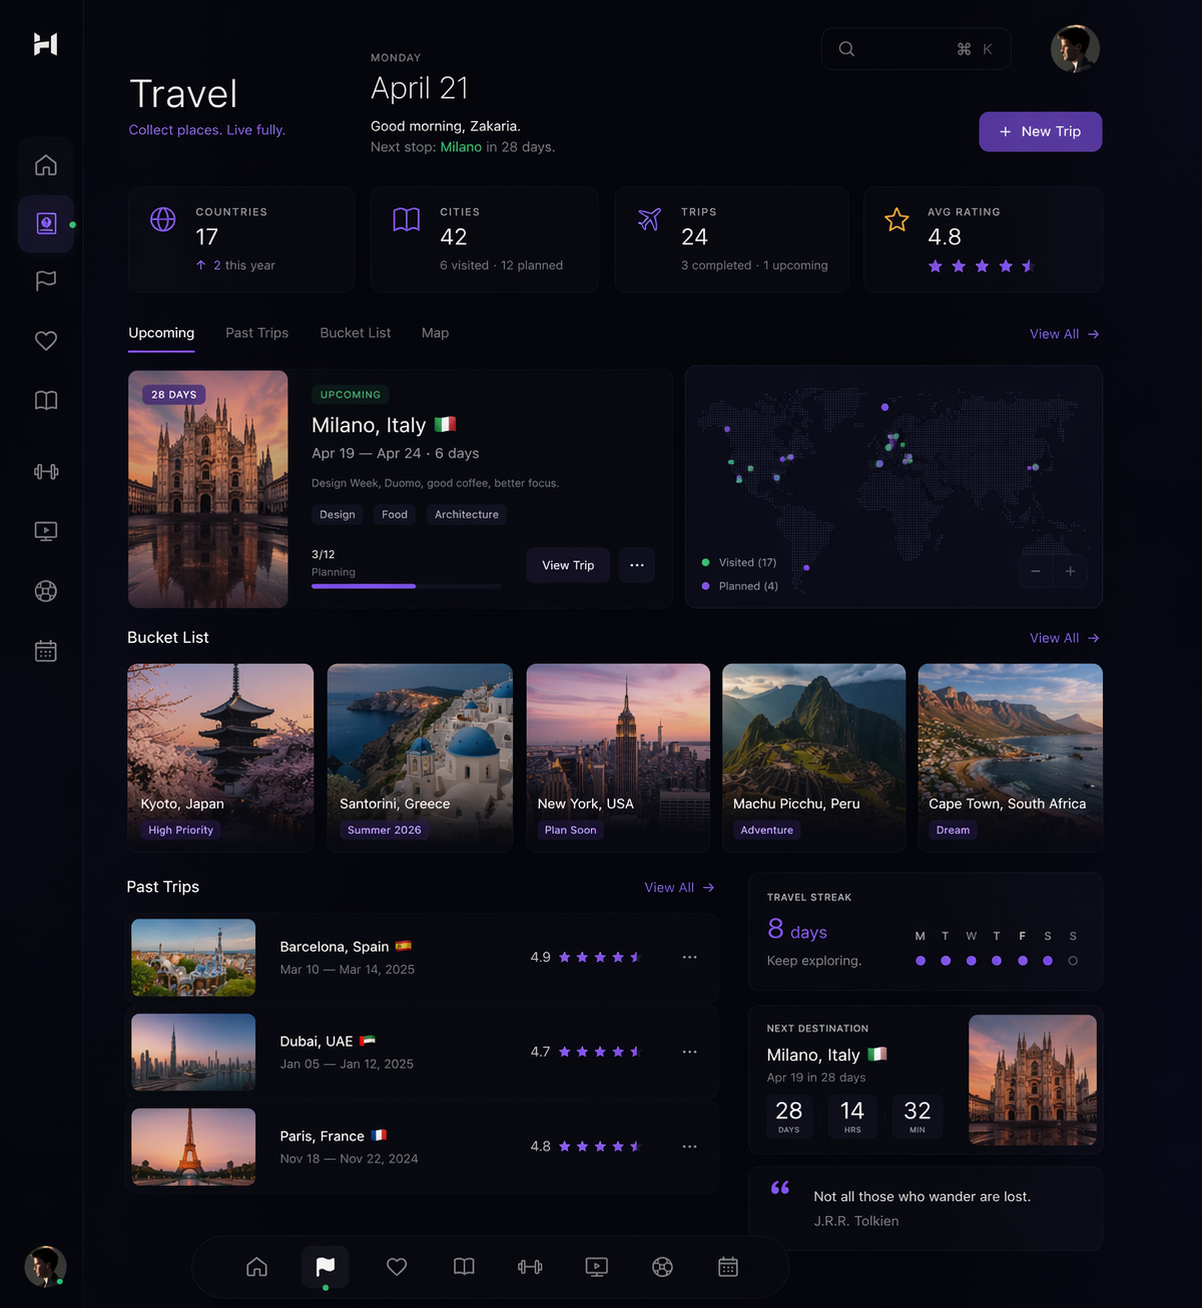 Travel
Collect places. Live fully.
MONDAY
April 21
Good morning, Zakaria.
Next stop: Milano in 28 days.
⌘ K
+ New Trip
COUNTRIES
17
↑ 2 this year
CITIES
42
6 visited · 12 planned
TRIPS
24
3 completed · 1 upcoming
AVG RATING
4.8
Upcoming
Past Trips
Bucket List
Map
View All →
28 DAYS
UPCOMING
Milano, Italy 🇮🇹
Apr 19 — Apr 24 · 6 days
Design Week, Duomo, good coffee, better focus.
Design
Food
Architecture
3/12
Planning
View Trip
Visited (17)
Planned (4)
Bucket List
View All →
Kyoto, Japan
High Priority
Santorini, Greece
Summer 2026
New York, USA
Plan Soon
Machu Picchu, Peru
Adventure
Cape Town, South Africa
Dream
Past Trips
View All →
Barcelona, Spain 🇪🇸
Mar 10 — Mar 14, 2025
4.9
Dubai, UAE 🇦🇪
Jan 05 — Jan 12, 2025
4.7
Paris, France 🇫🇷
Nov 18 — Nov 22, 2024
4.8
TRAVEL STREAK
8 days
Keep exploring.
M T W T F S S
NEXT DESTINATION
Milano, Italy 🇮🇹
Apr 19 in 28 days
28 14 32
DAYS HRS MIN
“ Not all those who wander are lost.
J.R.R. Tolkien